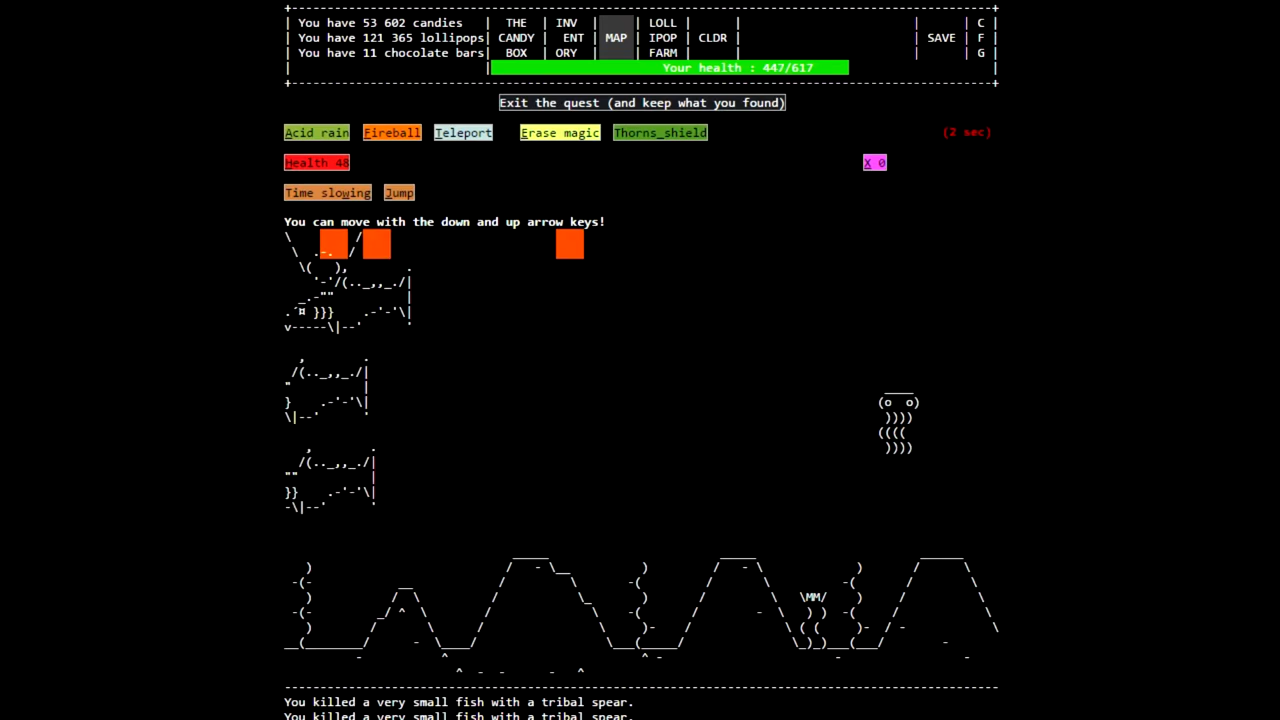 You have 53 602 candies THE INV LOLL C
You have 121 365 lollipops CANDY ENT MAP IPOP CLDR SAVE F
You have 11 chocolate bars BOX ORY FARM G
Your health : 447/617
Exit the quest (and keep what you found)
Acid rain Fireball Teleport Erase magic Thorns_shield (2 sec)
Health 48 X 0
Time slowing Jump
You can move with the down and up arrow keys!
You killed a very small fish with a tribal spear.
You killed a very small fish with a tribal spear.